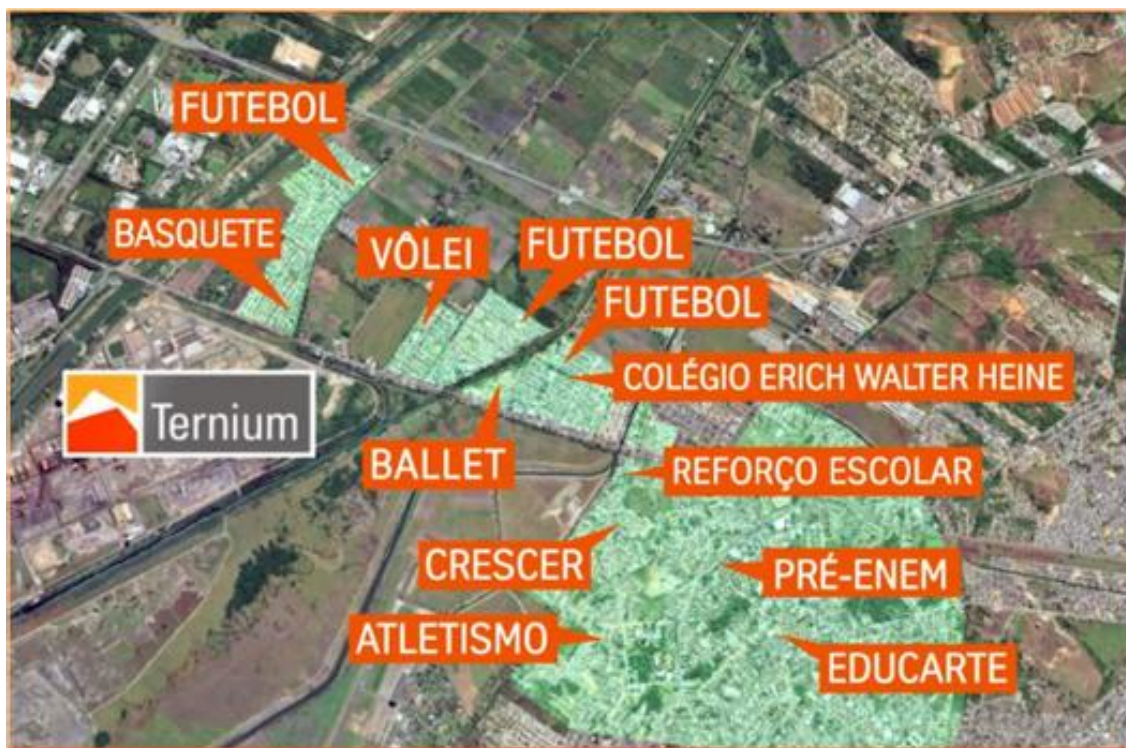 FUTEBOL
BASQUETE
VÔLEI
FUTEBOL
FUTEBOL
COLÉGIO ERICH WALTER HEINE
Ternium
BALLET
REFORÇO ESCOLAR
CRESCER
PRÉ-ENEM
ATLETISMO
EDUCARTE